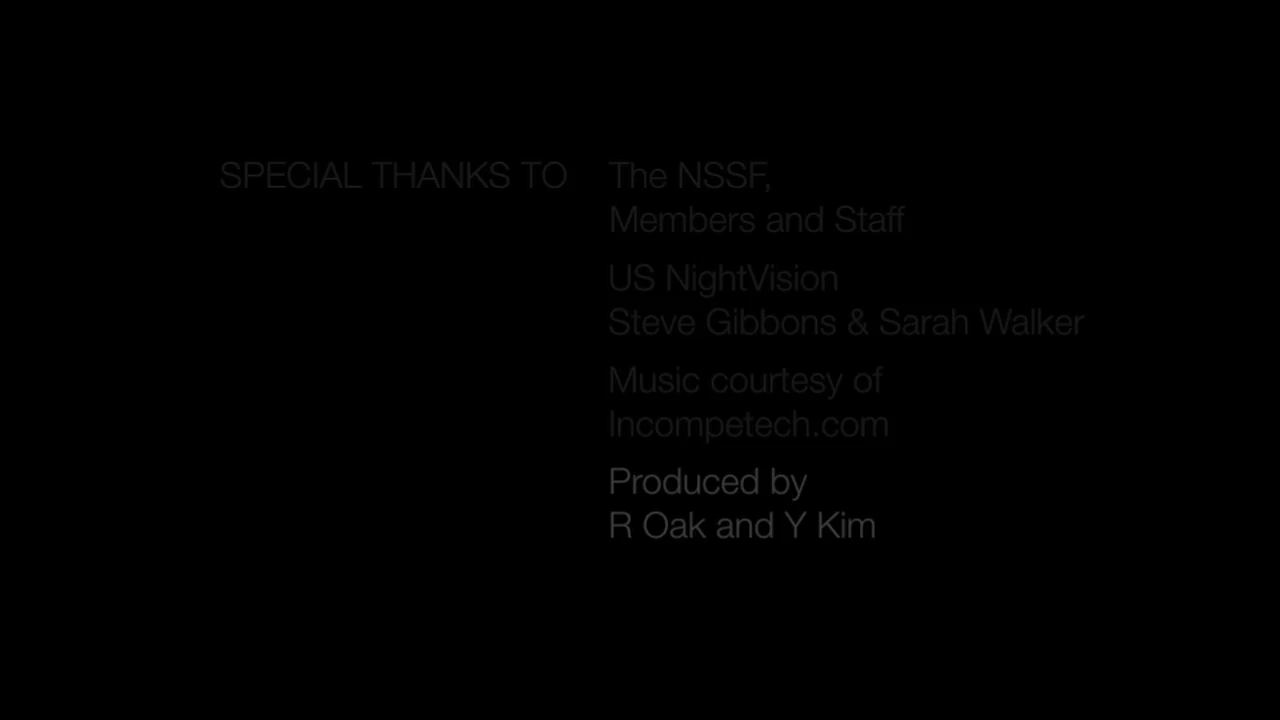 SPECIAL THANKS TO The NSSF,
Members and Staff
US NightVision
Steve Gibbons & Sarah Walker
Music courtesy of
Incompetech.com
Produced by
R Oak and Y Kim